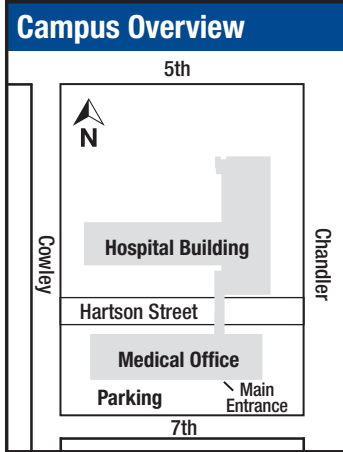 Campus Overview
5th
N
Cowley
Hospital Building
Chandler
Hartson Street
Medical Office
Parking
Main
Entrance
7th